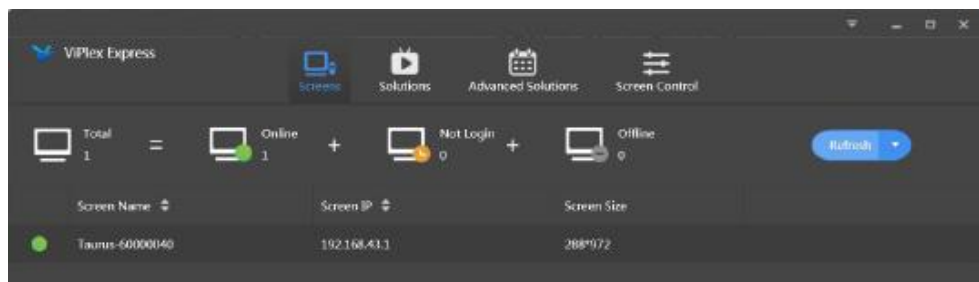 ViPlex Express
Screens
Solutions
Advanced Solutions
Screen Control
Total
1
=
Online
1
+
Not Login
0
+
Offline
0
Refresh
Screen Name
Screen IP
Screen Size
Taurus-60000040
192.168.43.1
288*972